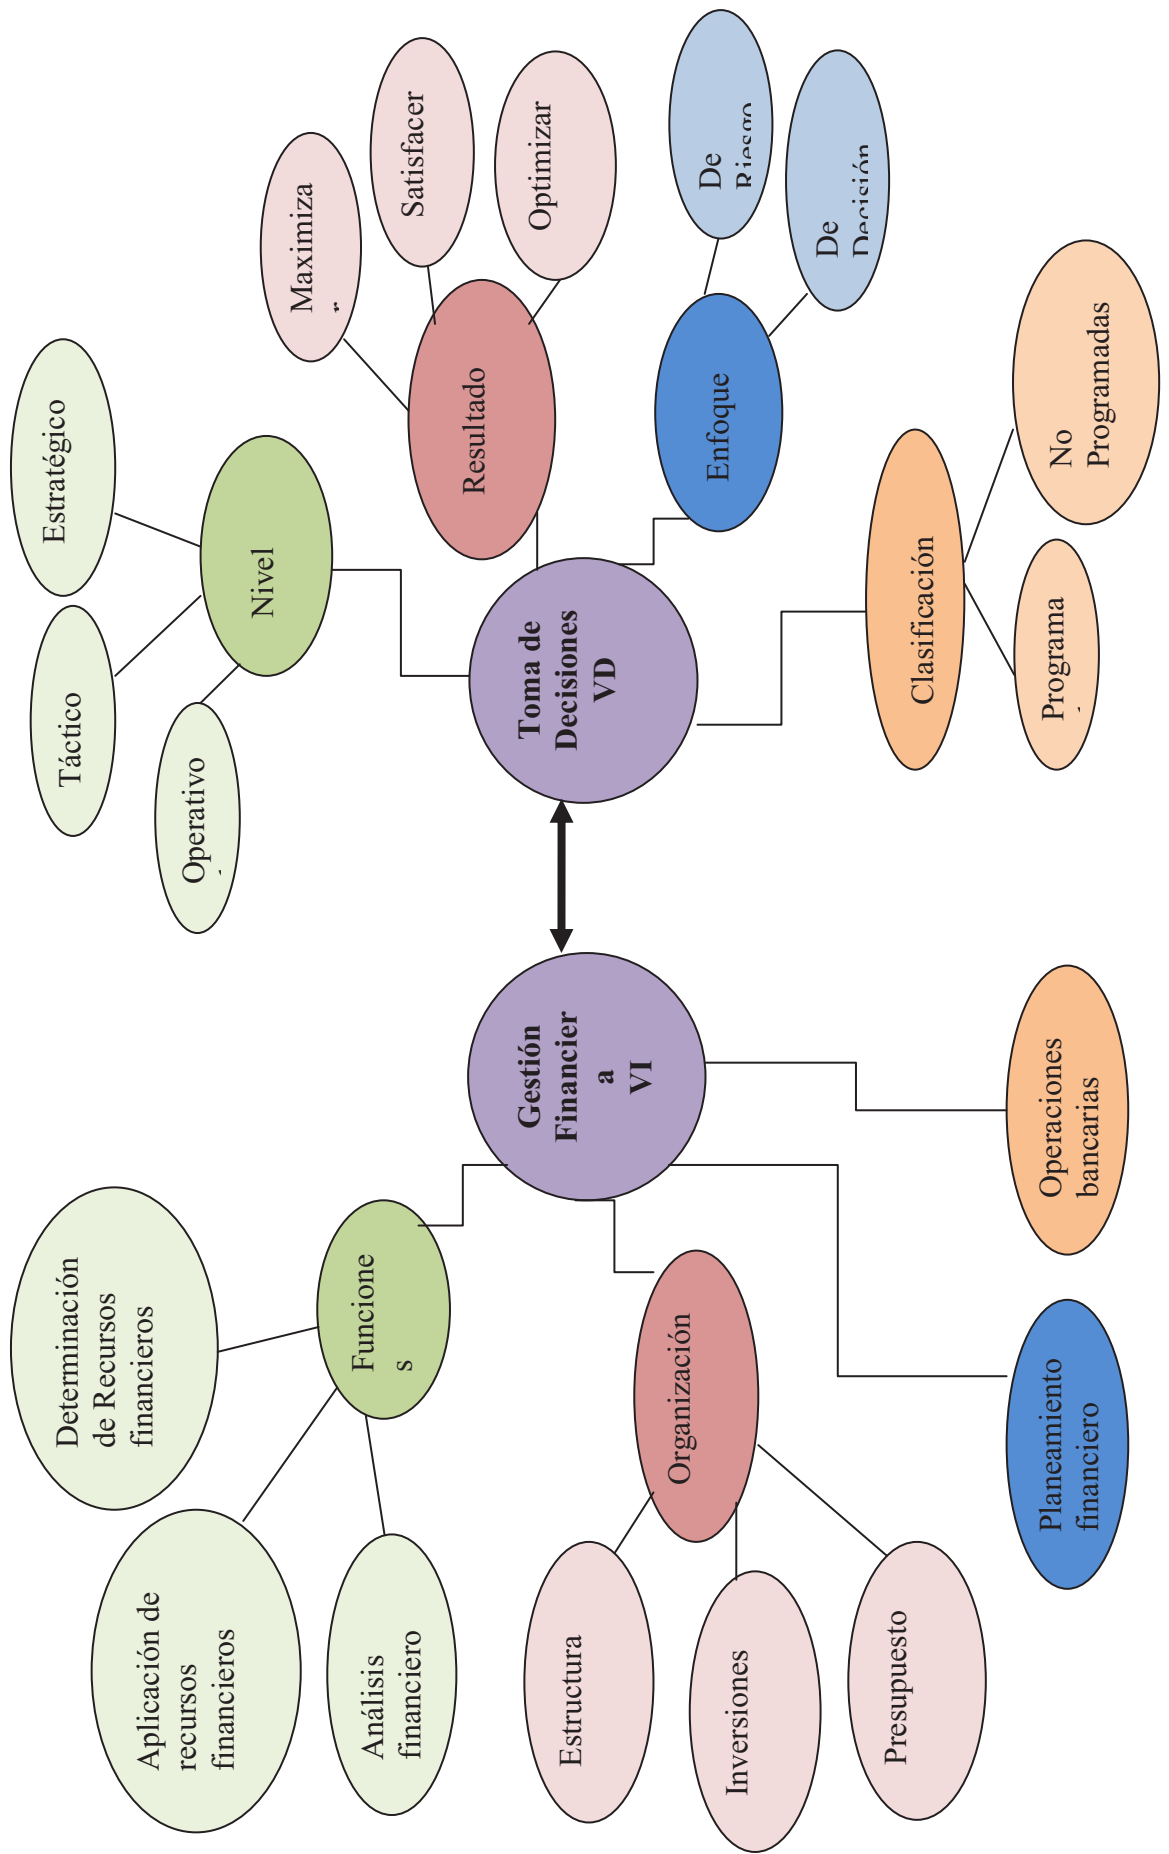 Determinación
de Recursos
financieros
Aplicación de
recursos
financieros
Análisis
financiero
Funcione
s
Estructura
Inversiones
Presupuesto
Organización
Planeamiento
financiero
Operaciones
bancarias
Gestión
Financier
a
VI
Toma de
Decisiones
VD
Operativo
Táctico
Estratégico
Nivel
Maximiza
r
Satisfacer
Optimizar
Resultado
De
Riesgo
De
Decisión
Enfoque
Clasificación
Programa
No
Programadas